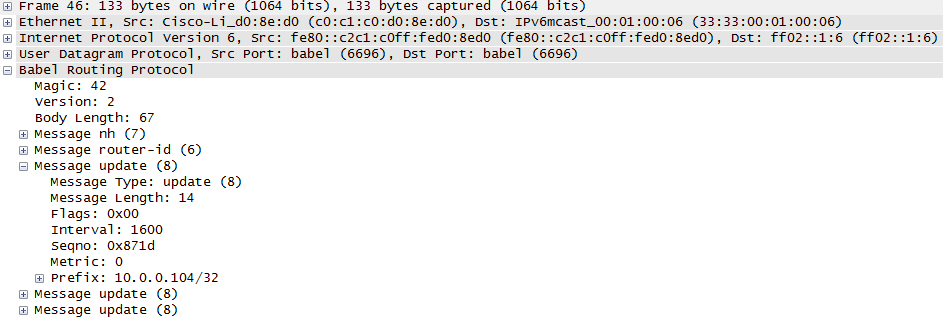 Frame 46: 133 bytes on wire (1064 bits), 133 bytes captured (1064 bits)
Ethernet II, Src: Cisco-Li_d0:8e:d0 (c0:c1:c0:d0:8e:d0), Dst: IPv6mcast_00:01:00:06 (33:33:00:01:00:06)
Internet Protocol Version 6, Src: fe80::c2c1:c0ff:fed0:8ed0 (fe80::c2c1:c0ff:fed0:8ed0), Dst: ff02::1:6 (ff02::1:6)
User Datagram Protocol, Src Port: babel (6696), Dst Port: babel (6696)
Babel Routing Protocol
Magic: 42
Version: 2
Body Length: 67
Message nh (7)
Message router-id (6)
Message update (8)
Message Type: update (8)
Message Length: 14
Flags: 0x00
Interval: 1600
Seqno: 0x871d
Metric: 0
Prefix: 10.0.0.104/32
Message update (8)
Message update (8)